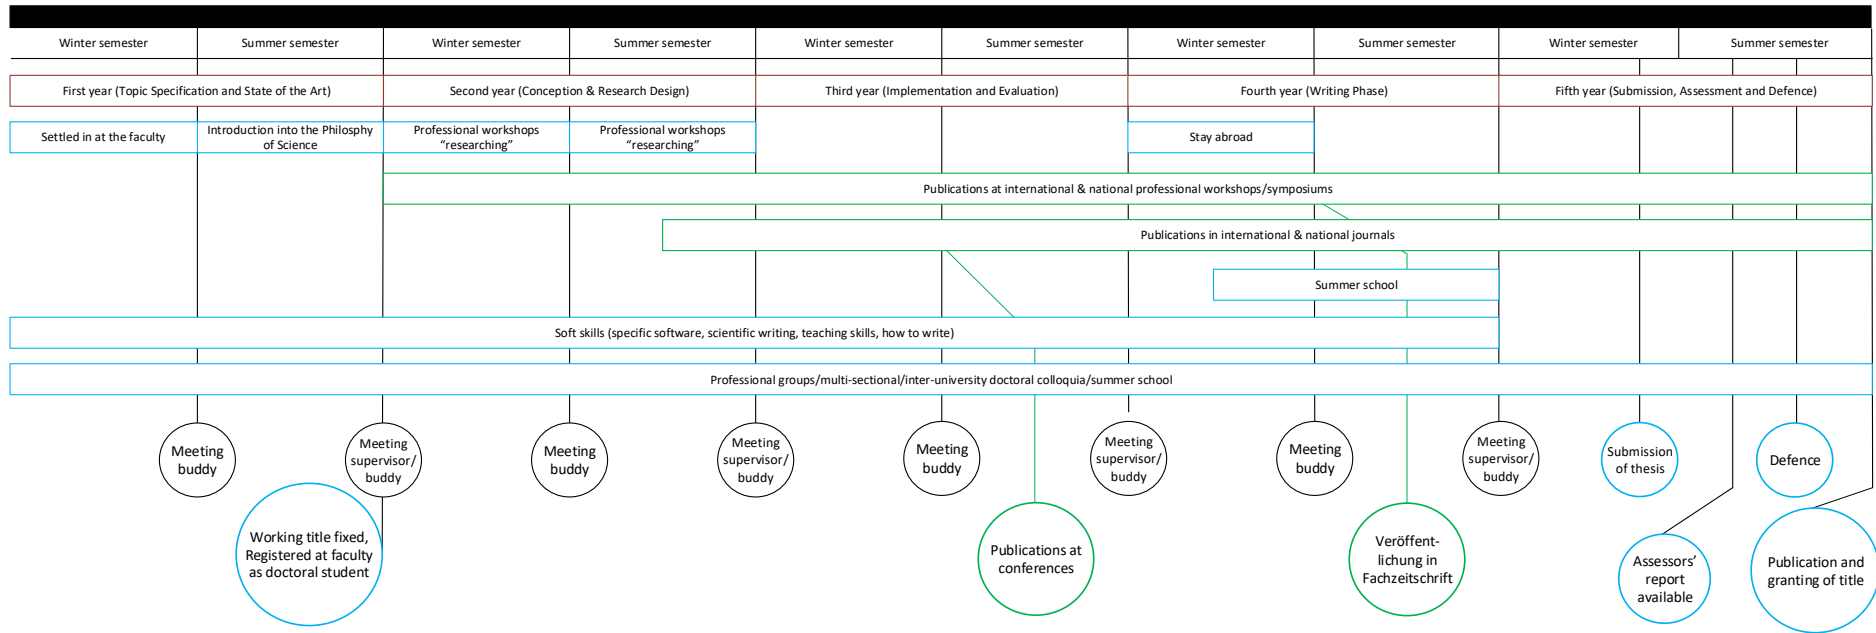 Winter semester
Summer semester
Winter semester
Summer semester
Winter semester
Summer semester
Winter semester
Summer semester
Winter semester
Summer semester
First year (Topic Specification and State of the Art)
Second year (Conception & Research Design)
Third year (Implementation and Evaluation)
Fourth year (Writing Phase)
Fifth year (Submission, Assessment and Defence)
Settled in at the faculty
Introduction into the Philosphy
of Science
Professional workshops
“researching”
Professional workshops
“researching”
Stay abroad
Publications at international & national professional workshops/symposiums
Publications in international & national journals
Summer school
Soft skills (specific software, scientific writing, teaching skills, how to write)
Professional groups/multi-sectional/inter-university doctoral colloquia/summer school
Meeting
buddy
Meeting
supervisor/
buddy
Meeting
buddy
Meeting
supervisor/
buddy
Meeting
buddy
Meeting
supervisor/
buddy
Meeting
buddy
Meeting
supervisor/
buddy
Submission
of thesis
Defence
Working title fixed,
Registered at faculty
as doctoral student
Publications at
conferences
Veröffent-
lichung in
Fachzeitschrift
Assessors’
report
available
Publication and
granting of title